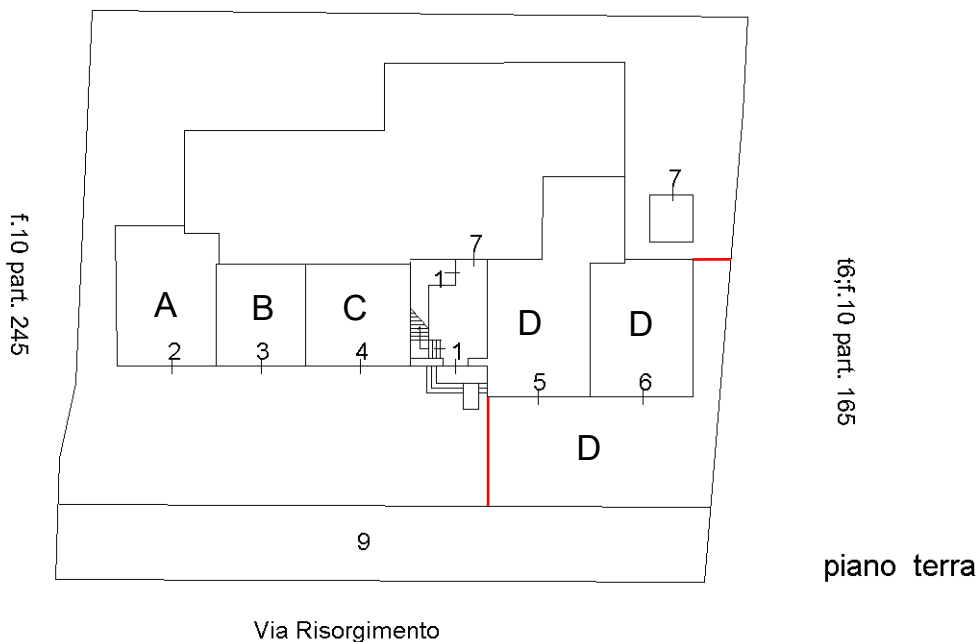 7
f.10 part. 245
t6;f.10 part. 165
7
1
A
B
C
D
D
2
3
4
1
5
6
D
9
piano terra
Via Risorgimento